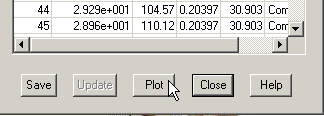 44 2.929e+001 104.57 0.20397 30.903 Com
45 2.896e+001 110.12 0.20397 30.903 Com
Save Update Plot Close Help